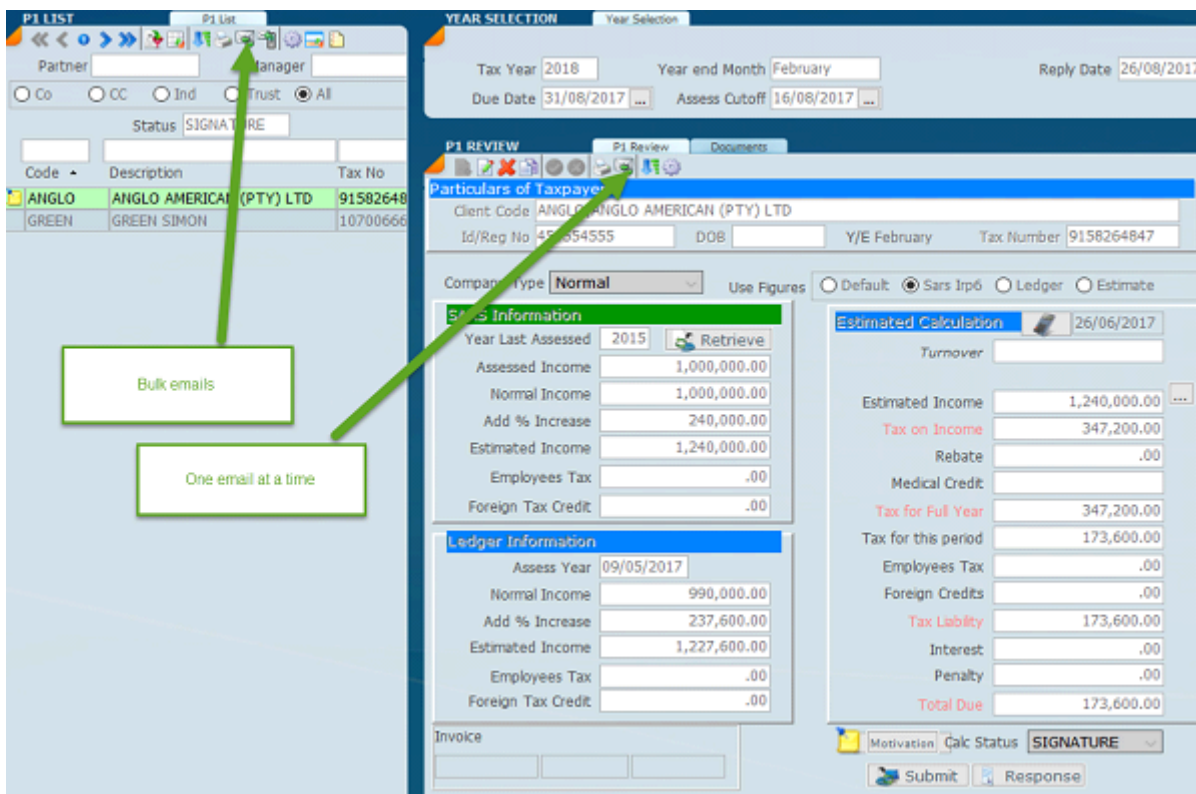 P1 LIST P1 List
Partner Manager
Co CC Ind Trust All
Status SIGNATURE
Code Description Tax No
ANGLO ANGLO AMERICAN (PTY) LTD 91582648
GREEN GREEN SIMON 10700666
Bulk emails
One email at a time
YEAR SELECTION Year Selection
Tax Year 2018 Year end Month February Reply Date 26/08/2017
Due Date 31/08/2017 ... Assess Cutoff 16/08/2017 ...
P1 REVIEW P1 Review Documents
Particulars of Taxpayer
Client Code ANGLO ANGLO AMERICAN (PTY) LTD
Id/Reg No DOB Y/E February Tax Number 9158264847
Company Type Normal Use Figures Default Sars Irp6 Ledger Estimate
SARS Information
Year Last Assessed 2015 Retrieve
Assessed Income 1,000,000.00
Normal Income 1,000,000.00
Add % Increase 240,000.00
Estimated Income 1,240,000.00
Employees Tax .00
Foreign Tax Credit .00
Ledger Information
Assess Year 09/05/2017
Normal Income 990,000.00
Add % Increase 237,600.00
Estimated Income 1,227,600.00
Employees Tax .00
Foreign Tax Credit .00
Invoice
Estimated Calculation 26/06/2017
Turnover
Estimated Income 1,240,000.00 ...
Tax on Income 347,200.00
Rebate .00
Medical Credit
Tax for Full Year 347,200.00
Tax for this period 173,600.00
Employees Tax .00
Foreign Credits .00
Tax Liability 173,600.00
Interest .00
Penalty .00
Total Due 173,600.00
Motivation Calc Status SIGNATURE
Submit Response